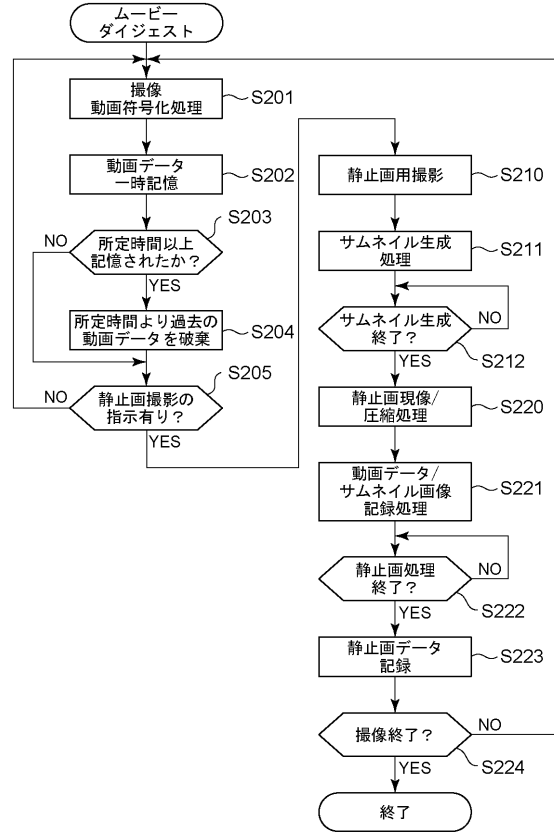 ムービー
ダイジェスト
撮像
動画符号化処理
S201
動画データ
一時記憶
S202
所定時間以上
記憶されたか？
S203
NO
YES
所定時間より過去の
動画データを破棄
S204
静止画撮影の
指示有り？
S205
NO
YES
静止画用撮影
S210
サムネイル生成
処理
S211
サムネイル生成
終了？
NO
S212
YES
静止画現像/
圧縮処理
S220
動画データ/
サムネイル画像
記録処理
S221
静止画処理
終了？
NO
S222
YES
静止画データ
記録
S223
撮像終了？
NO
S224
YES
終了